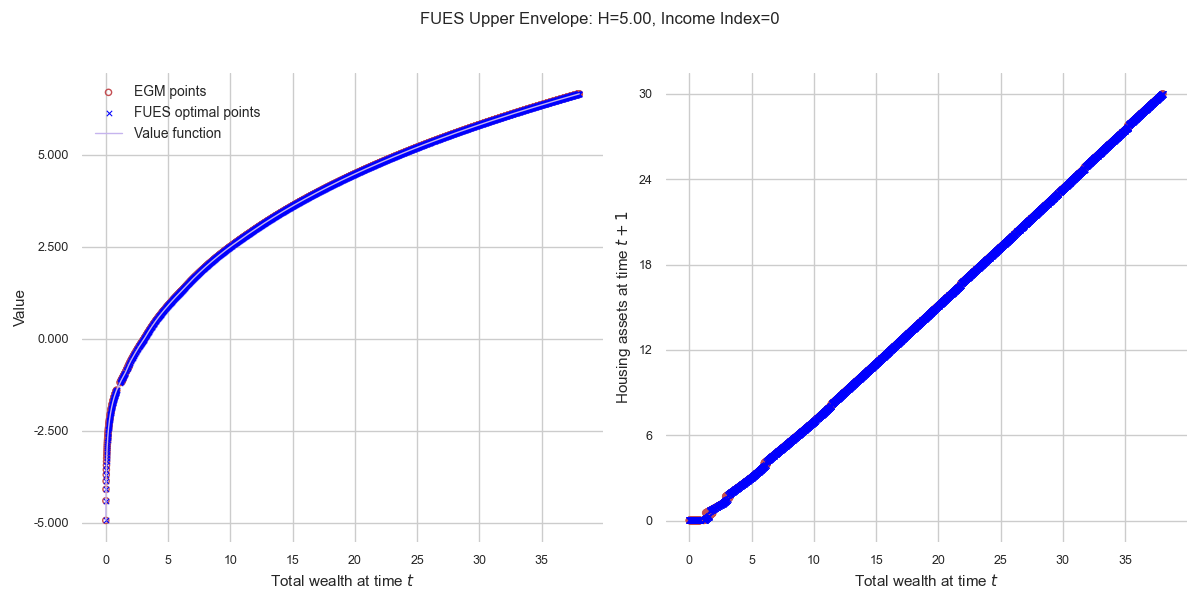 FUES Upper Envelope: H=5.00, Income Index=0
EGM points
FUES optimal points
Value function
5.000
2.500
0.000
-2.500
-5.000
Value
0 5 10 15 20 25 30 35
Total wealth at time t
30
24
18
12
6
0
Housing assets at time t + 1
0 5 10 15 20 25 30 35
Total wealth at time t